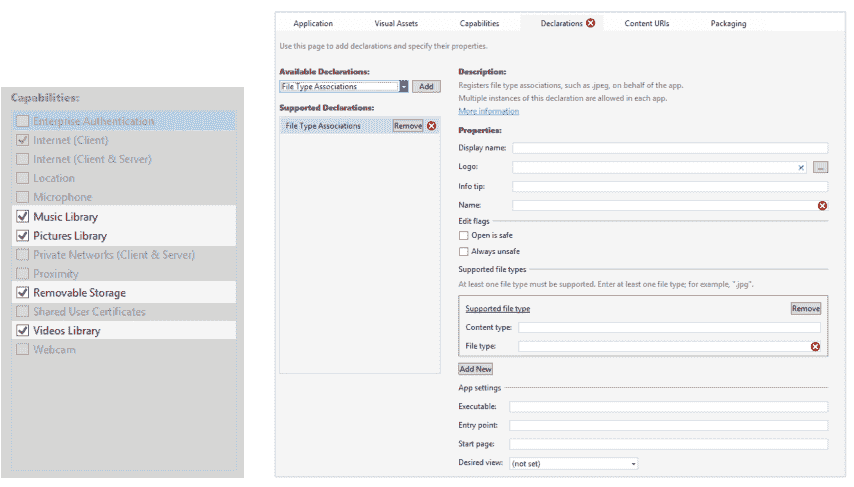 Capabilities:
Enterprise Authentication
Internet (Client)
Internet (Client & Server)
Location
Microphone
Music Library
Pictures Library
Private Networks (Client & Server)
Proximity
Removable Storage
Shared User Certificates
Videos Library
Webcam
Application Visual Assets Capabilities Declarations Content URIs Packaging
Use this page to add declarations and specify their properties.
Available Declarations:
File Type Associations Add
Supported Declarations:
File Type Associations Remove
Description:
Registers file type associations, such as .jpeg, on behalf of the app.
Multiple instances of this declaration are allowed in each app.
More information
Properties:
Display name:
Logo: ...
Info tip:
Name:
Edit flags
Open is safe
Always unsafe
Supported file types
At least one file type must be supported. Enter at least one file type; for example, ".jpg".
Supported file type Remove
Content type:
File type:
Add New
App settings
Executable:
Entry point:
Start page:
Desired view: (not set)